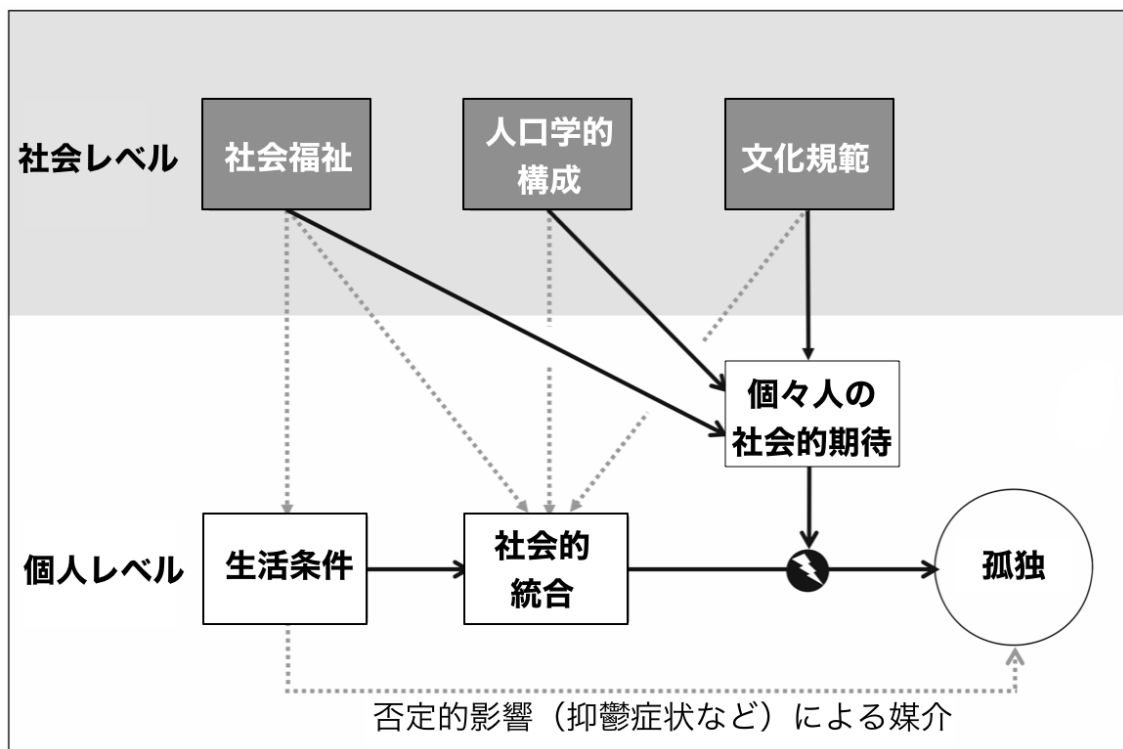 社会レベル
社会福祉
人口学的
構成
文化規範
個々人の
社会的期待
個人レベル
生活条件
社会的
統合
孤独
否定的影響（抑鬱症状など）による媒介